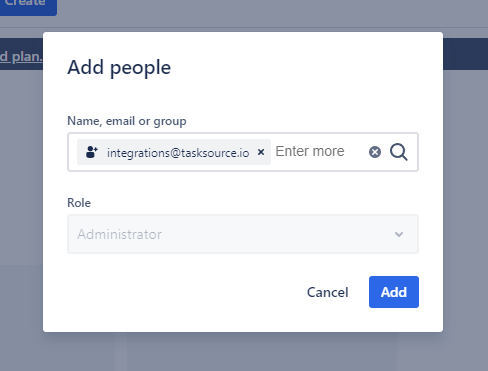 Create
d plan.
Add people
Name, email or group
integrations@tasksource.io × Enter more
Role
Administrator
Cancel Add